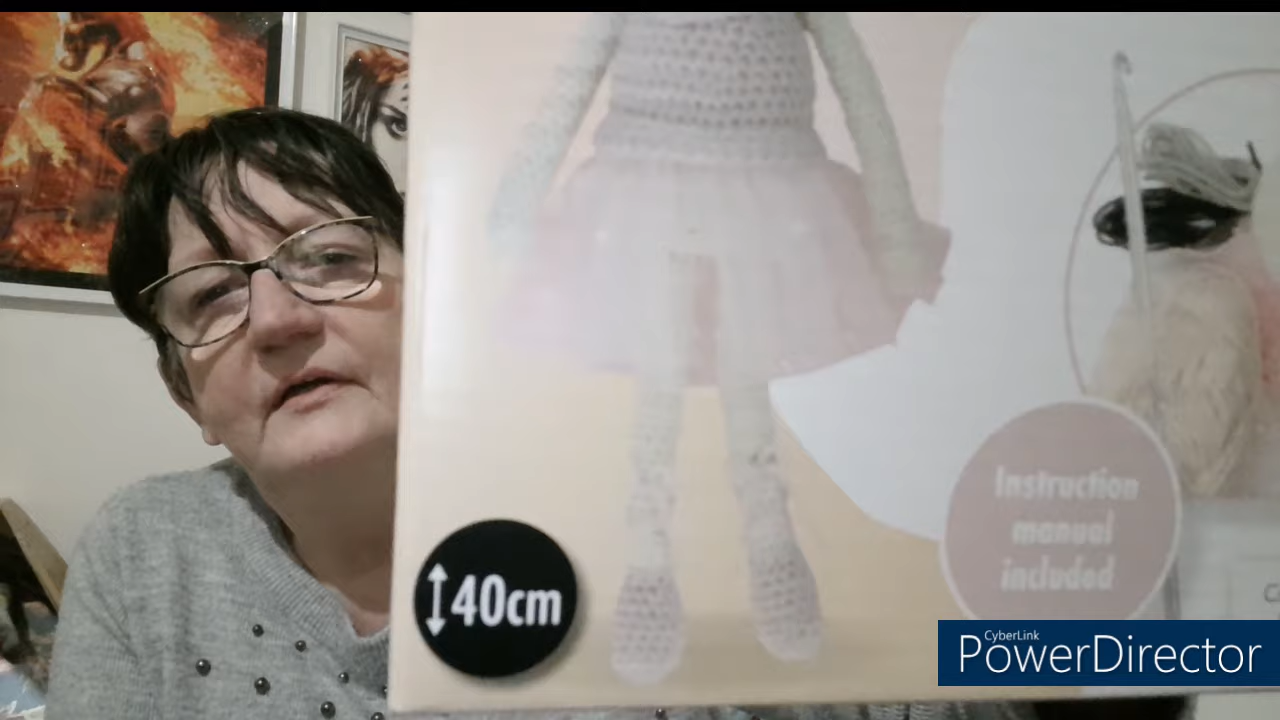 40cm
Instruction
manual
included
CyberLink
PowerDirector